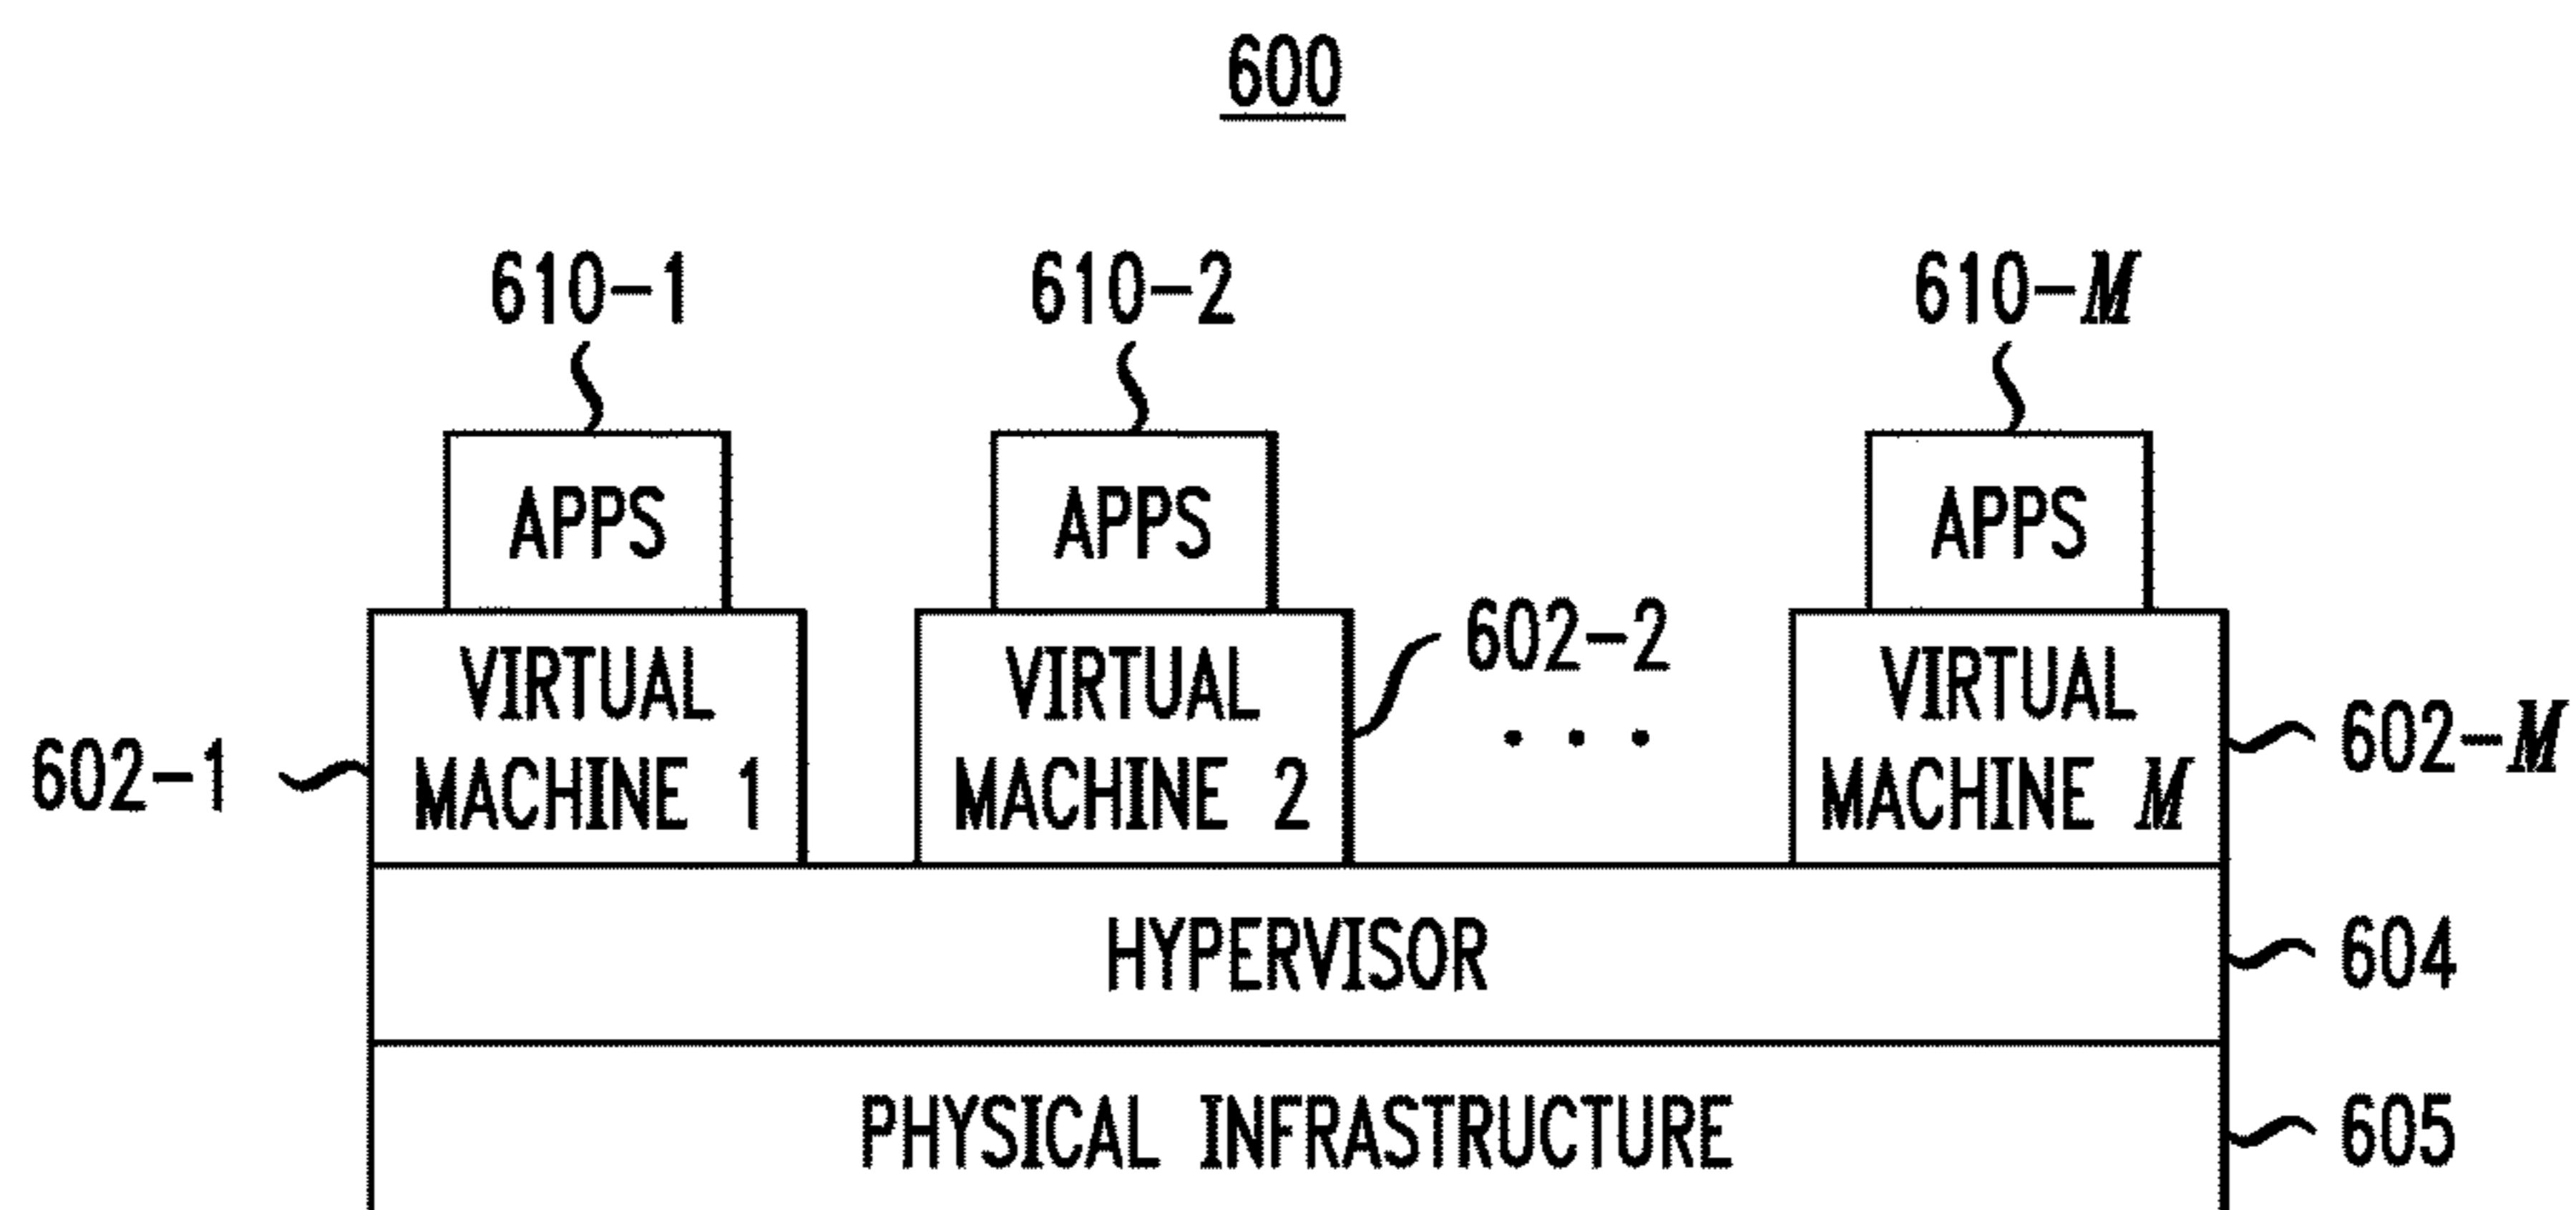 600
610-1
610-2
610-M
APPS
APPS
APPS
602-2
VIRTUAL
MACHINE 1
VIRTUAL
MACHINE 2
. . .
VIRTUAL
MACHINE M
602-1
602-M
HYPERVISOR
604
PHYSICAL INFRASTRUCTURE
605